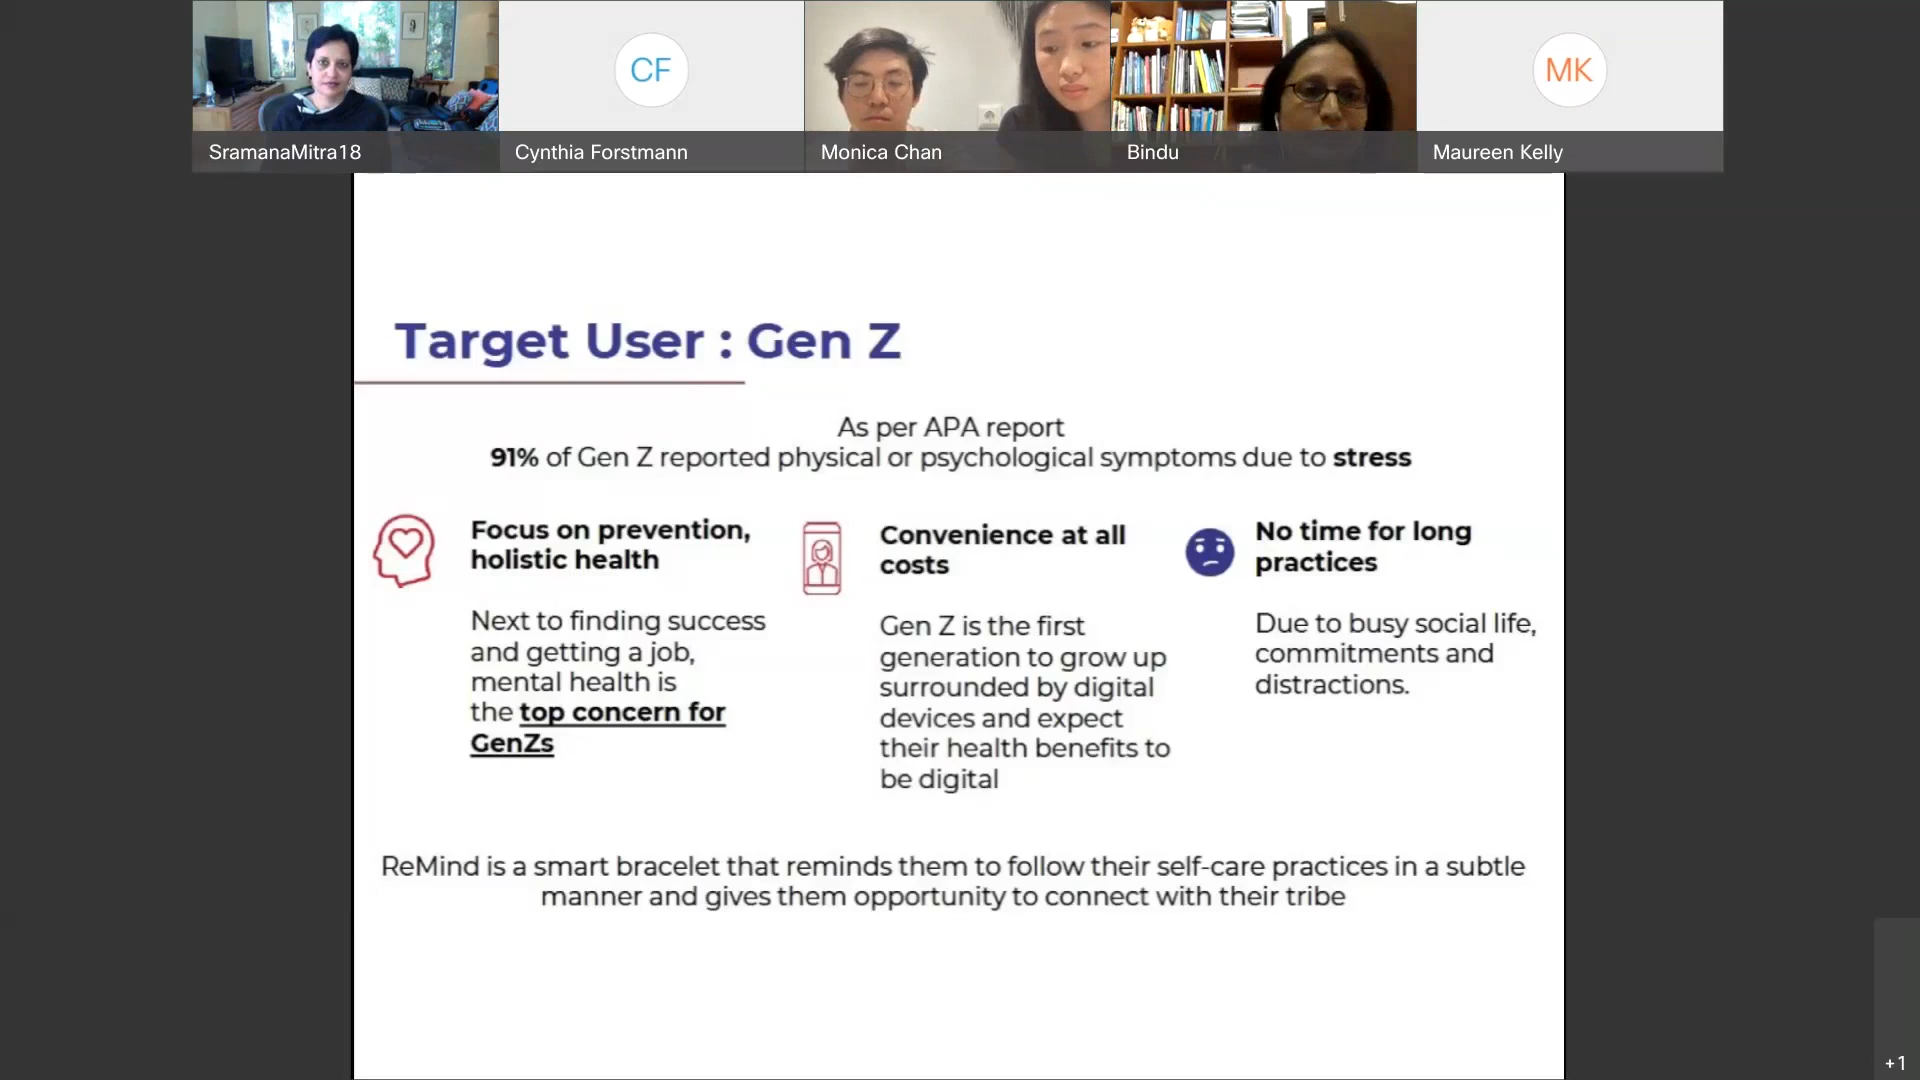 CF
MK
SramanaMitra18
Cynthia Forstmann
Monica Chan
Bindu
Maureen Kelly
Target User : Gen Z
As per APA report
91% of Gen Z reported physical or psychological symptoms due to stress
Focus on prevention,
holistic health
Next to finding success
and getting a job,
mental health is
the top concern for
GenZs
Convenience at all
costs
Gen Z is the first
generation to grow up
surrounded by digital
devices and expect
their health benefits to
be digital
No time for long
practices
Due to busy social life,
commitments and
distractions.
ReMind is a smart bracelet that reminds them to follow their self-care practices in a subtle
manner and gives them opportunity to connect with their tribe
+1